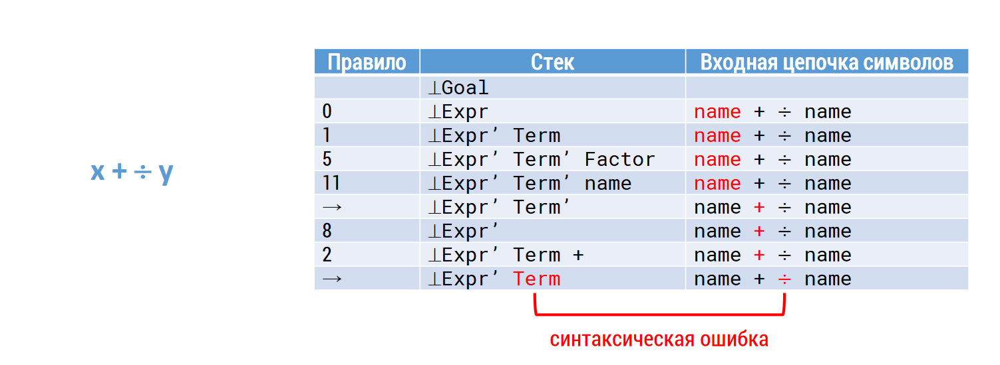 Правило Стек Входная цепочка символов
⊥Goal
0 ⊥Expr name + ÷ name
1 ⊥Expr’ Term name + ÷ name
5 ⊥Expr’ Term’ Factor name + ÷ name
x + ÷ y
11 ⊥Expr’ Term’ name name + ÷ name
→ ⊥Expr’ Term’ name + ÷ name
8 ⊥Expr’ name + ÷ name
2 ⊥Expr’ Term + name + ÷ name
→ ⊥Expr’ Term name + ÷ name
синтаксическая ошибка